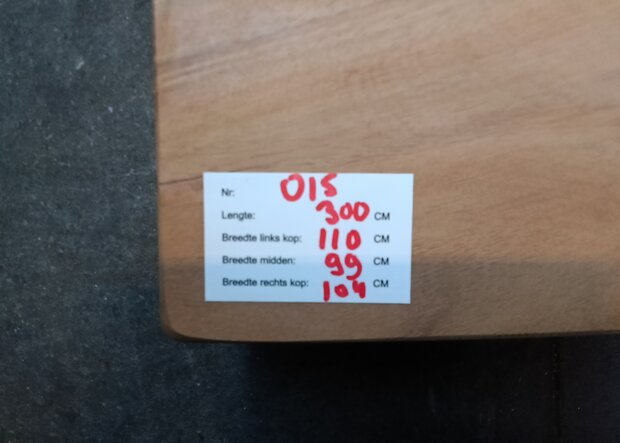 Nr: 015
Lengte: 300 CM
Breedte links kop: 110 CM
Breedte midden: 99 CM
Breedte rechts kop: 104 CM